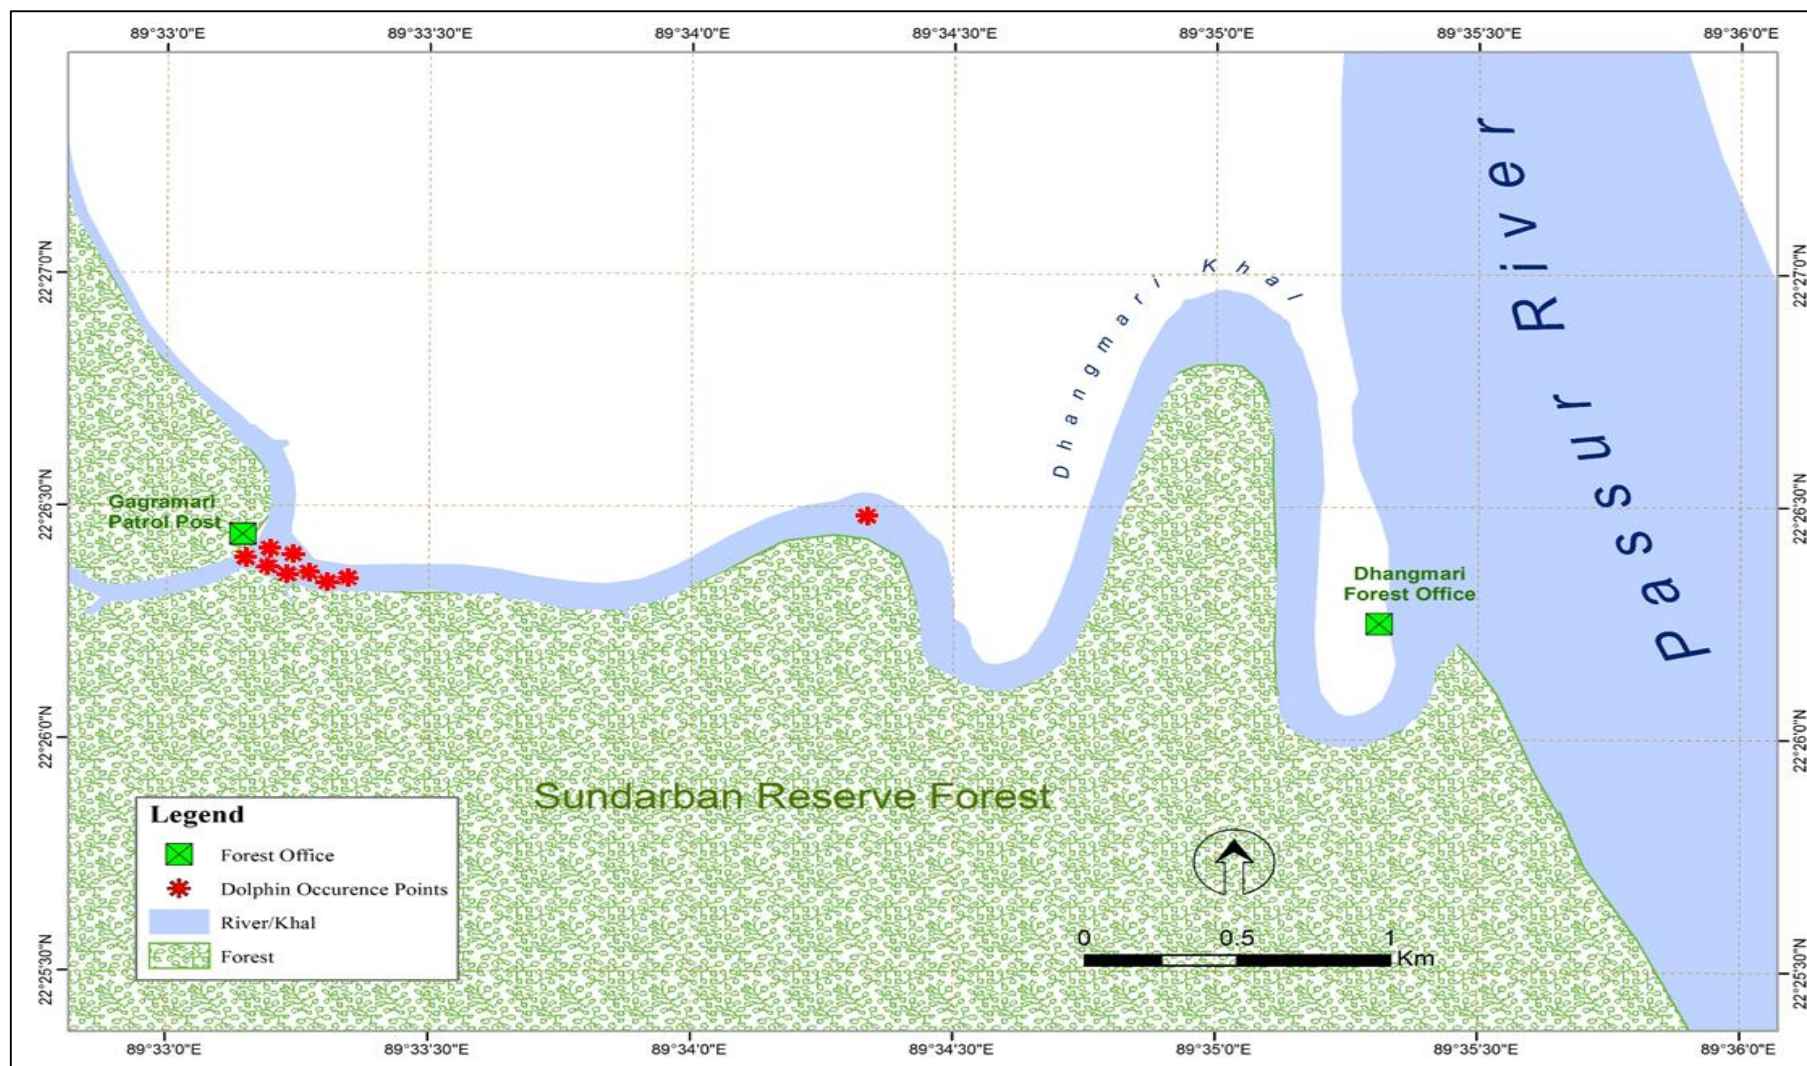 89°33'0"E 89°33'30"E 89°34'0"E 89°34'30"E 89°35'0"E 89°35'30"E 89°36'0"E
22°27'0"N 22°27'0"N
22°26'30"N 22°26'30"N
22°26'0"N 22°26'0"N
22°25'30"N 22°25'30"N
Passur River
Dhangmari Khal
Gagramari
Patrol Post
Dhangmari
Forest Office
Sundarban Reserve Forest
Legend
Forest Office
Dolphin Occurence Points
River/Khal
Forest
0 0.5 1
Km
89°33'0"E 89°33'30"E 89°34'0"E 89°34'30"E 89°35'0"E 89°35'30"E 89°36'0"E